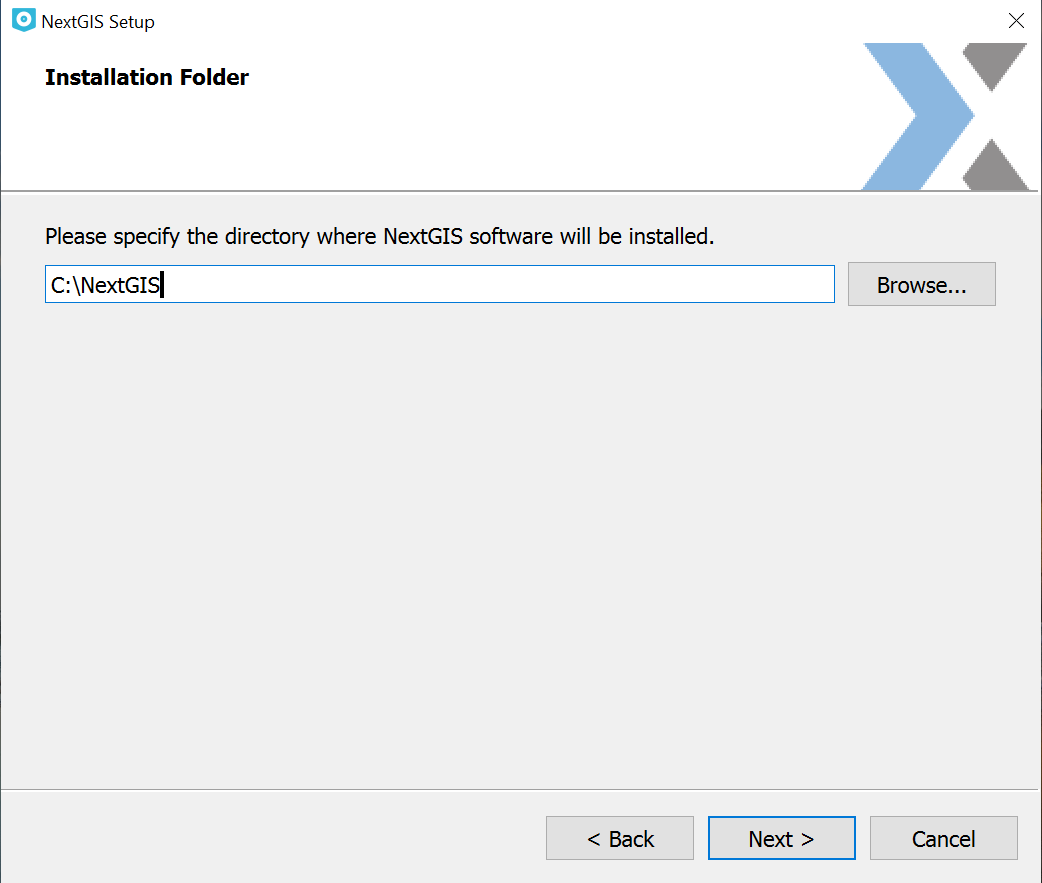 NextGIS Setup
Installation Folder
Please specify the directory where NextGIS software will be installed.
C:\NextGIS
Browse...
< Back
Next >
Cancel